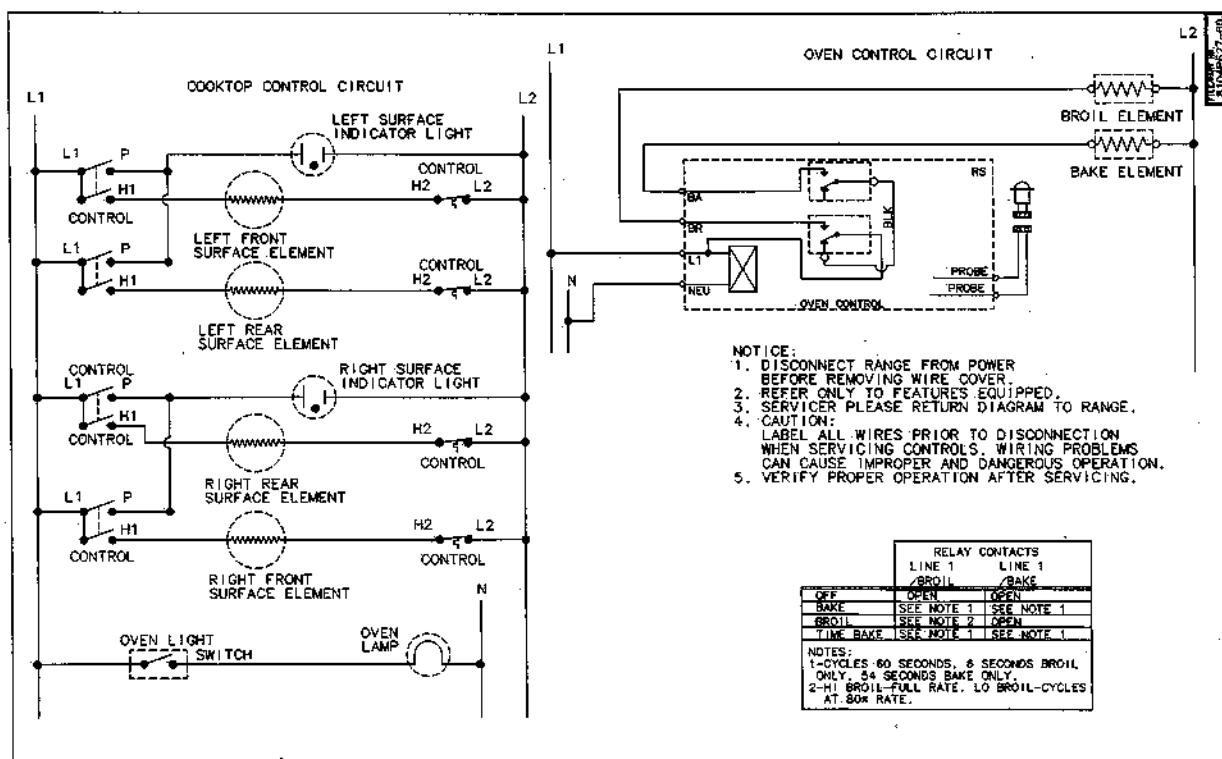 COOKTOP CONTROL CIRCUIT
L1
L2
LEFT SURFACE
INDICATOR LIGHT
L1
P
H1
CONTROL
CONTROL
H2
L2
LEFT FRONT
SURFACE ELEMENT
L1
P
H1
CONTROL
H2
L2
LEFT REAR
SURFACE ELEMENT
CONTROL
L1
P
H1
CONTROL
RIGHT SURFACE
INDICATOR LIGHT
H2
L2
CONTROL
RIGHT REAR
SURFACE ELEMENT
L1
P
H1
CONTROL
H2
L2
CONTROL
RIGHT FRONT
SURFACE ELEMENT
N
OVEN LIGHT
SWITCH
OVEN
LAMP
L1
OVEN CONTROL CIRCUIT
L2
BROIL ELEMENT
BAKE ELEMENT
RS
BA
BLK
BR
L1
N
NEU
PROBE
PROBE
OVEN CONTROL
NOTICE:
1. DISCONNECT RANGE FROM POWER
BEFORE REMOVING WIRE COVER.
2. REFER ONLY TO FEATURES EQUIPPED.
3. SERVICER PLEASE RETURN DIAGRAM TO RANGE.
4. CAUTION:
LABEL ALL WIRES PRIOR TO DISCONNECTION
WHEN SERVICING CONTROLS. WIRING PROBLEMS
CAN CAUSE IMPROPER AND DANGEROUS OPERATION.
5. VERIFY PROPER OPERATION AFTER SERVICING.
RELAY CONTACTS
LINE 1 LINE 1
/BROIL /BAKE
OFF OPEN OPEN
BAKE SEE NOTE 1 SEE NOTE 1
BROIL SEE NOTE 2 OPEN
TIME BAKE SEE NOTE 1 SEE NOTE 1
NOTES:
1-CYCLES 60 SECONDS, 6 SECONDS BROIL
ONLY, 54 SECONDS BAKE ONLY.
2-HI BROIL-FULL RATE. LO BROIL-CYCLES
AT 80% RATE.